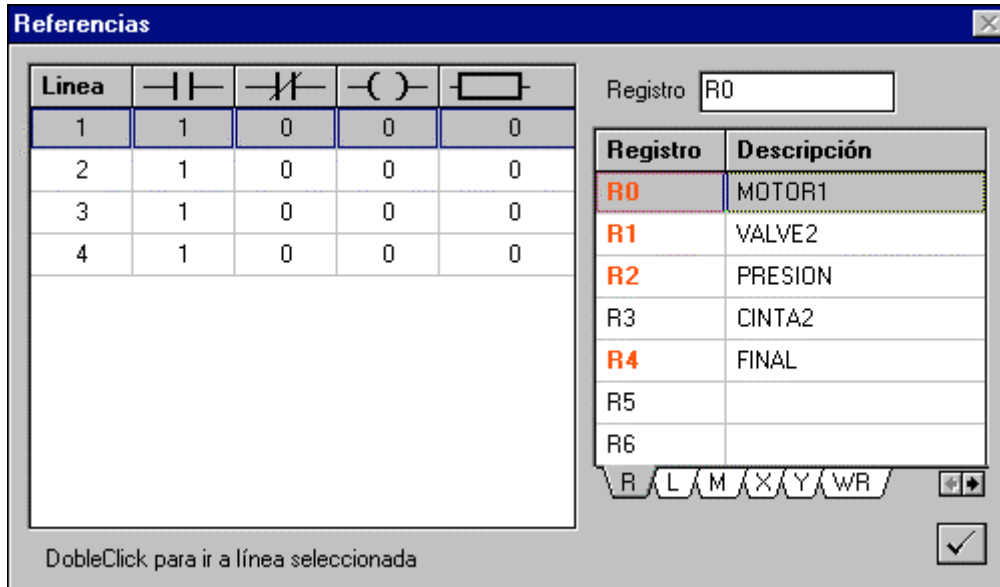 Referencias
Linea
1 1 0 0 0
2 1 0 0 0
3 1 0 0 0
4 1 0 0 0
DobleClick para ir a línea seleccionada
Registro R0
Registro Descripción
R0 MOTOR1
R1 VALVE2
R2 PRESION
R3 CINTA2
R4 FINAL
R5
R6
R L M X Y WR